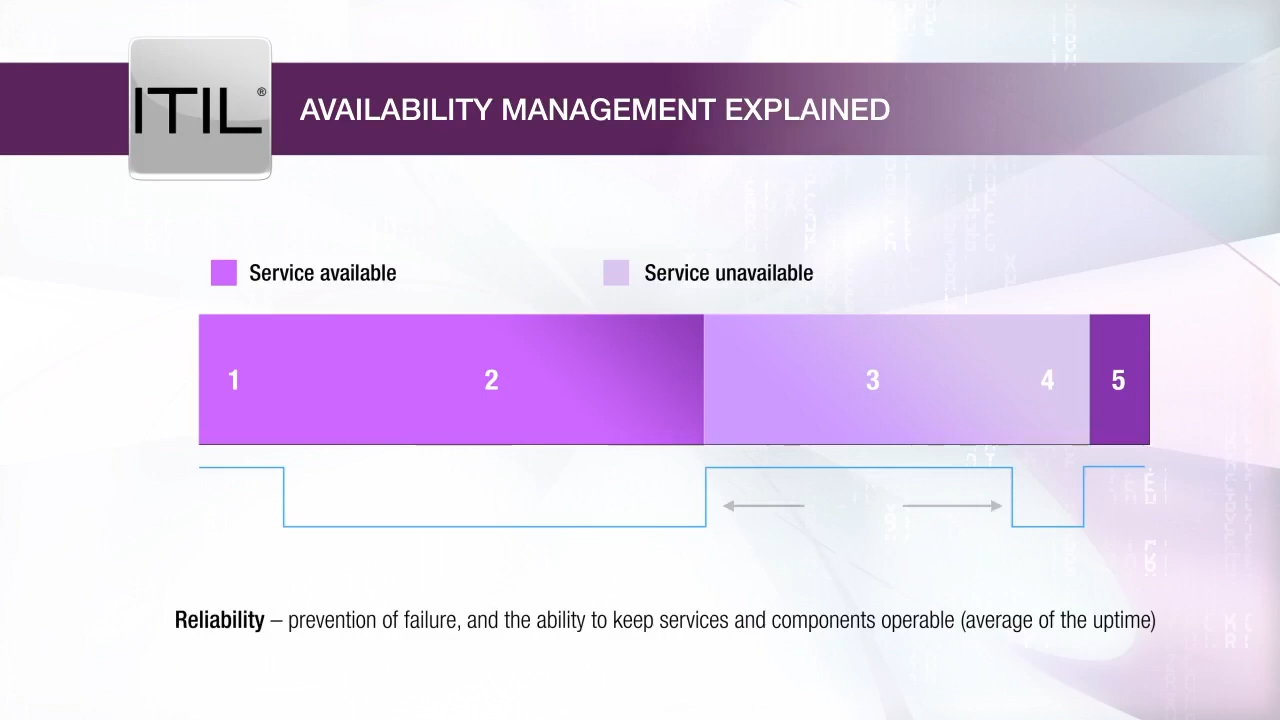 ITIL®
AVAILABILITY MANAGEMENT EXPLAINED
Service available
Service unavailable
1 2 3 4 5
Reliability – prevention of failure, and the ability to keep services and components operable (average of the uptime)